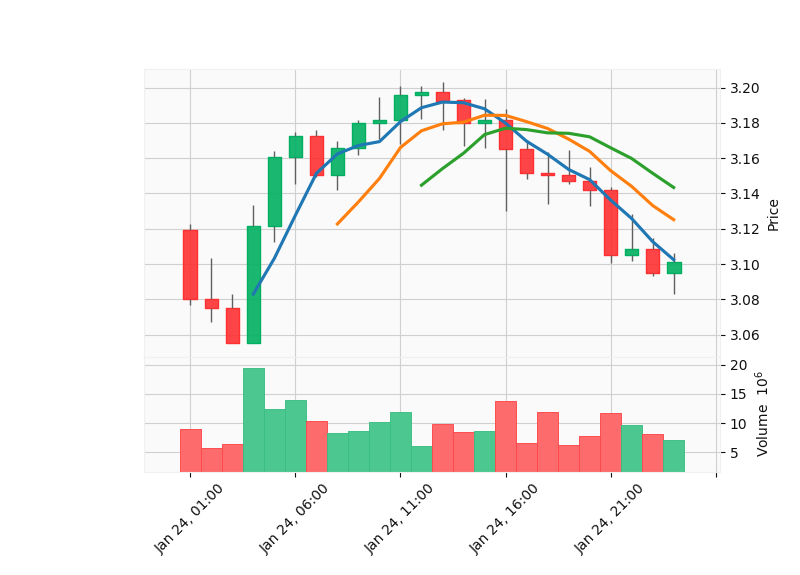 3.20
3.18
3.16
3.14
3.12
3.10
3.08
3.06
Price
20
15
10
5
Volume 10⁶
Jan 24, 01:00
Jan 24, 06:00
Jan 24, 11:00
Jan 24, 16:00
Jan 24, 21:00